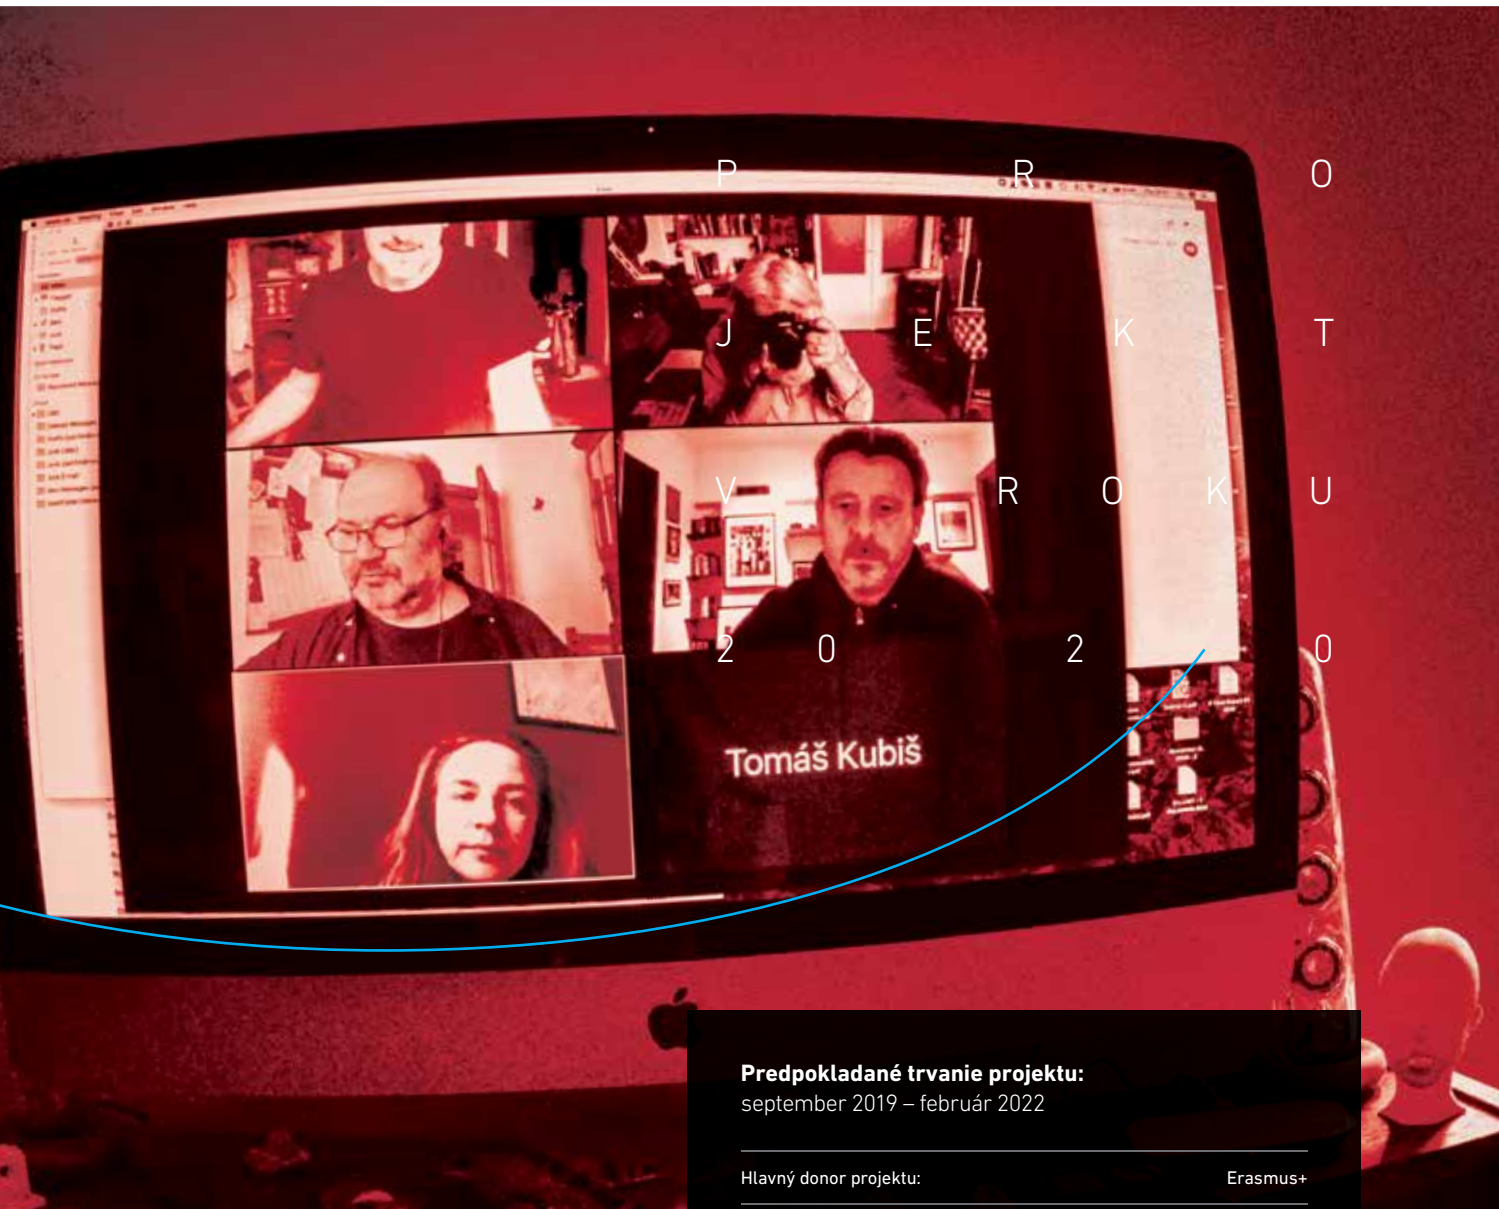 P R O
J E K T
V R O K U
2 0 2 0
Tomáš Kubiš
Predpokladané trvanie projektu:
september 2019 – február 2022
Hlavný donor projektu: Erasmus+